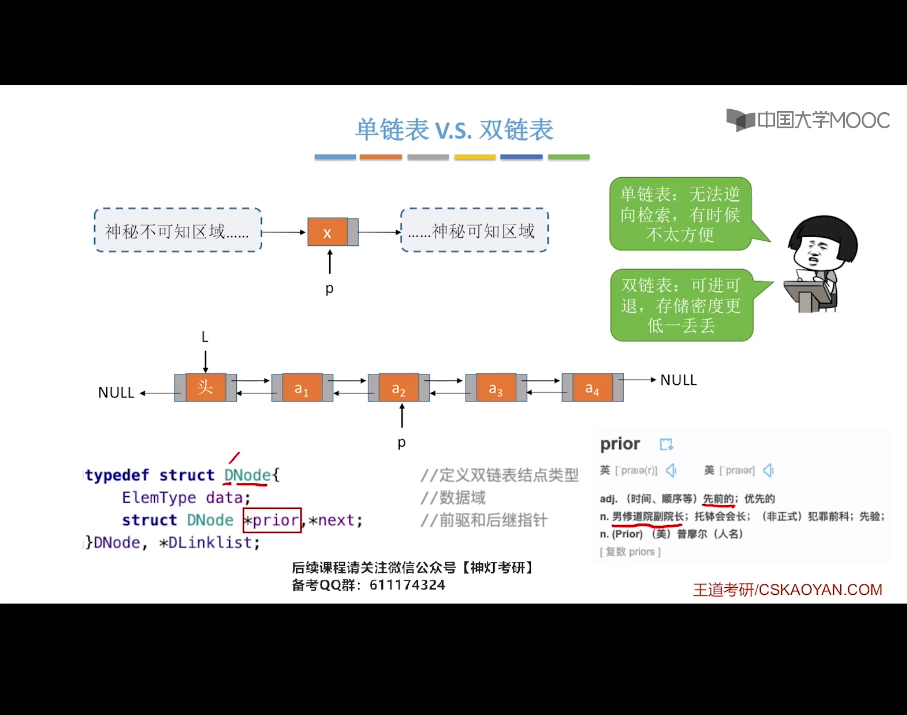 单链表 V.S. 双链表
中国大学MOOC
单链表：无法逆
向检索，有时候
不太方便
神秘不可知区域……
x
……神秘可知区域
p
双链表：可进可
退，存储密度更
低一丢丢
L
NULL
头
a1
a2
a3
a4
NULL
p
typedef struct DNode{ //定义双链表结点类型
ElemType data; //数据域
struct DNode *prior,*next; //前驱和后继指针
}DNode, *DLinklist;
prior
英 [ˈpraɪə(r)] 美 [ˈpraɪər]
adj. （时间、顺序等）先前的；优先的
n. 男修道院副院长；托钵会会长；（非正式）犯罪前科；先验；
n. (Prior) （美）普摩尔（人名）
[ 复数 priors ]
后续课程请关注微信公众号【神灯考研】
备考QQ群：611174324
王道考研/CSKAOYAN.COM